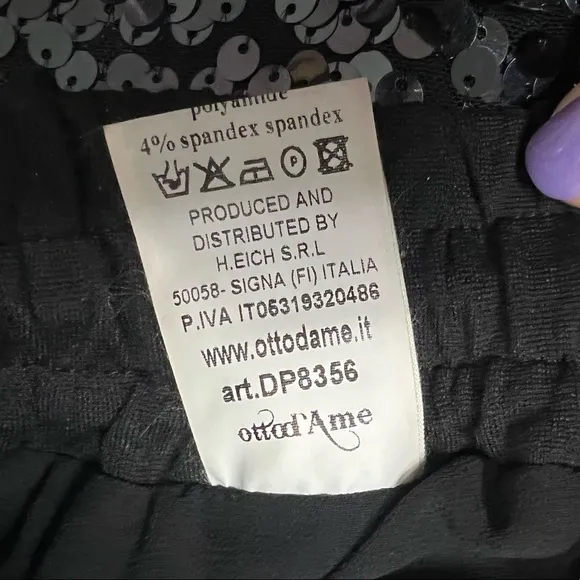 polyamide
4% spandex spandex
P
PRODUCED AND
DISTRIBUTED BY
H.EICH S.R.L
50058- SIGNA (FI) ITALIA
P.IVA IT05319320486
www.ottodame.it
art.DP8356
ottod'Ame